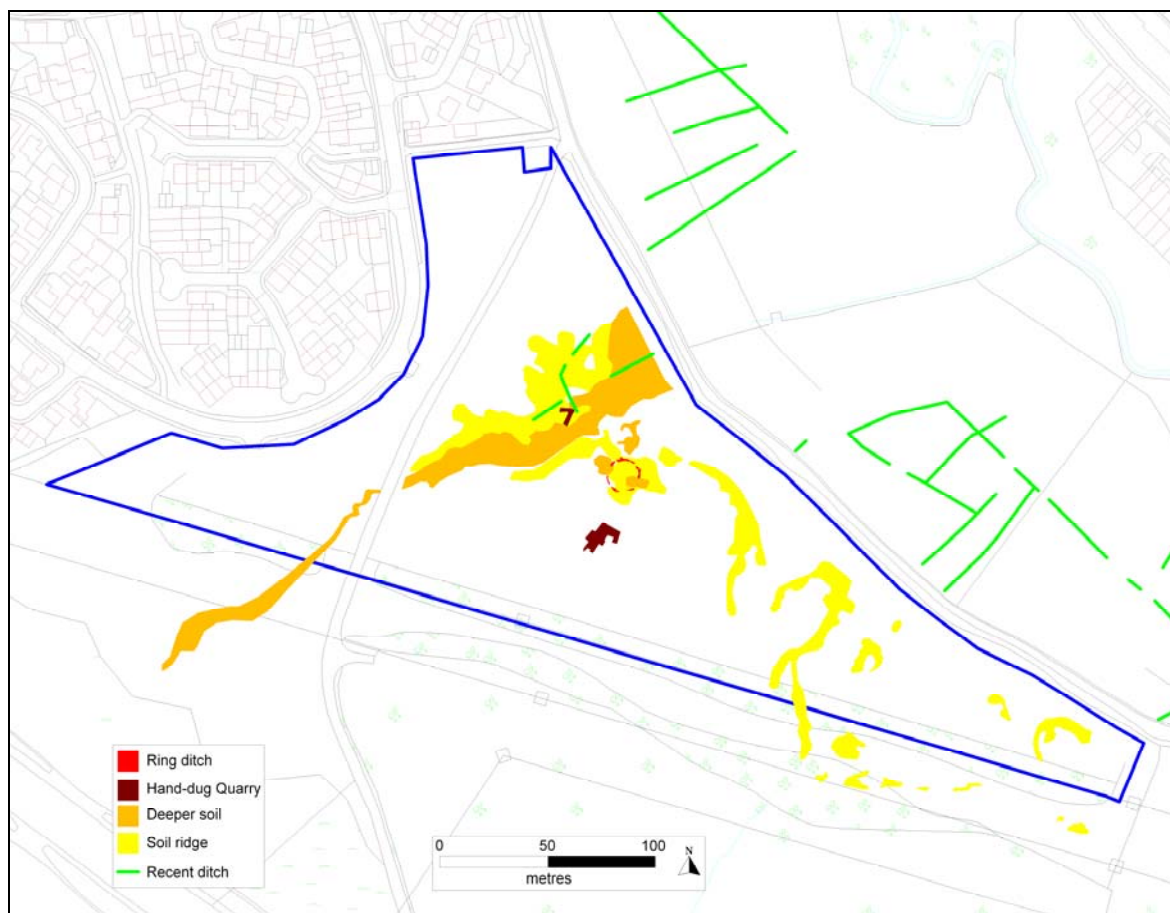 Ring ditch
Hand-dug Quarry
Deeper soil
Soil ridge
Recent ditch
0 50 100
metres
N